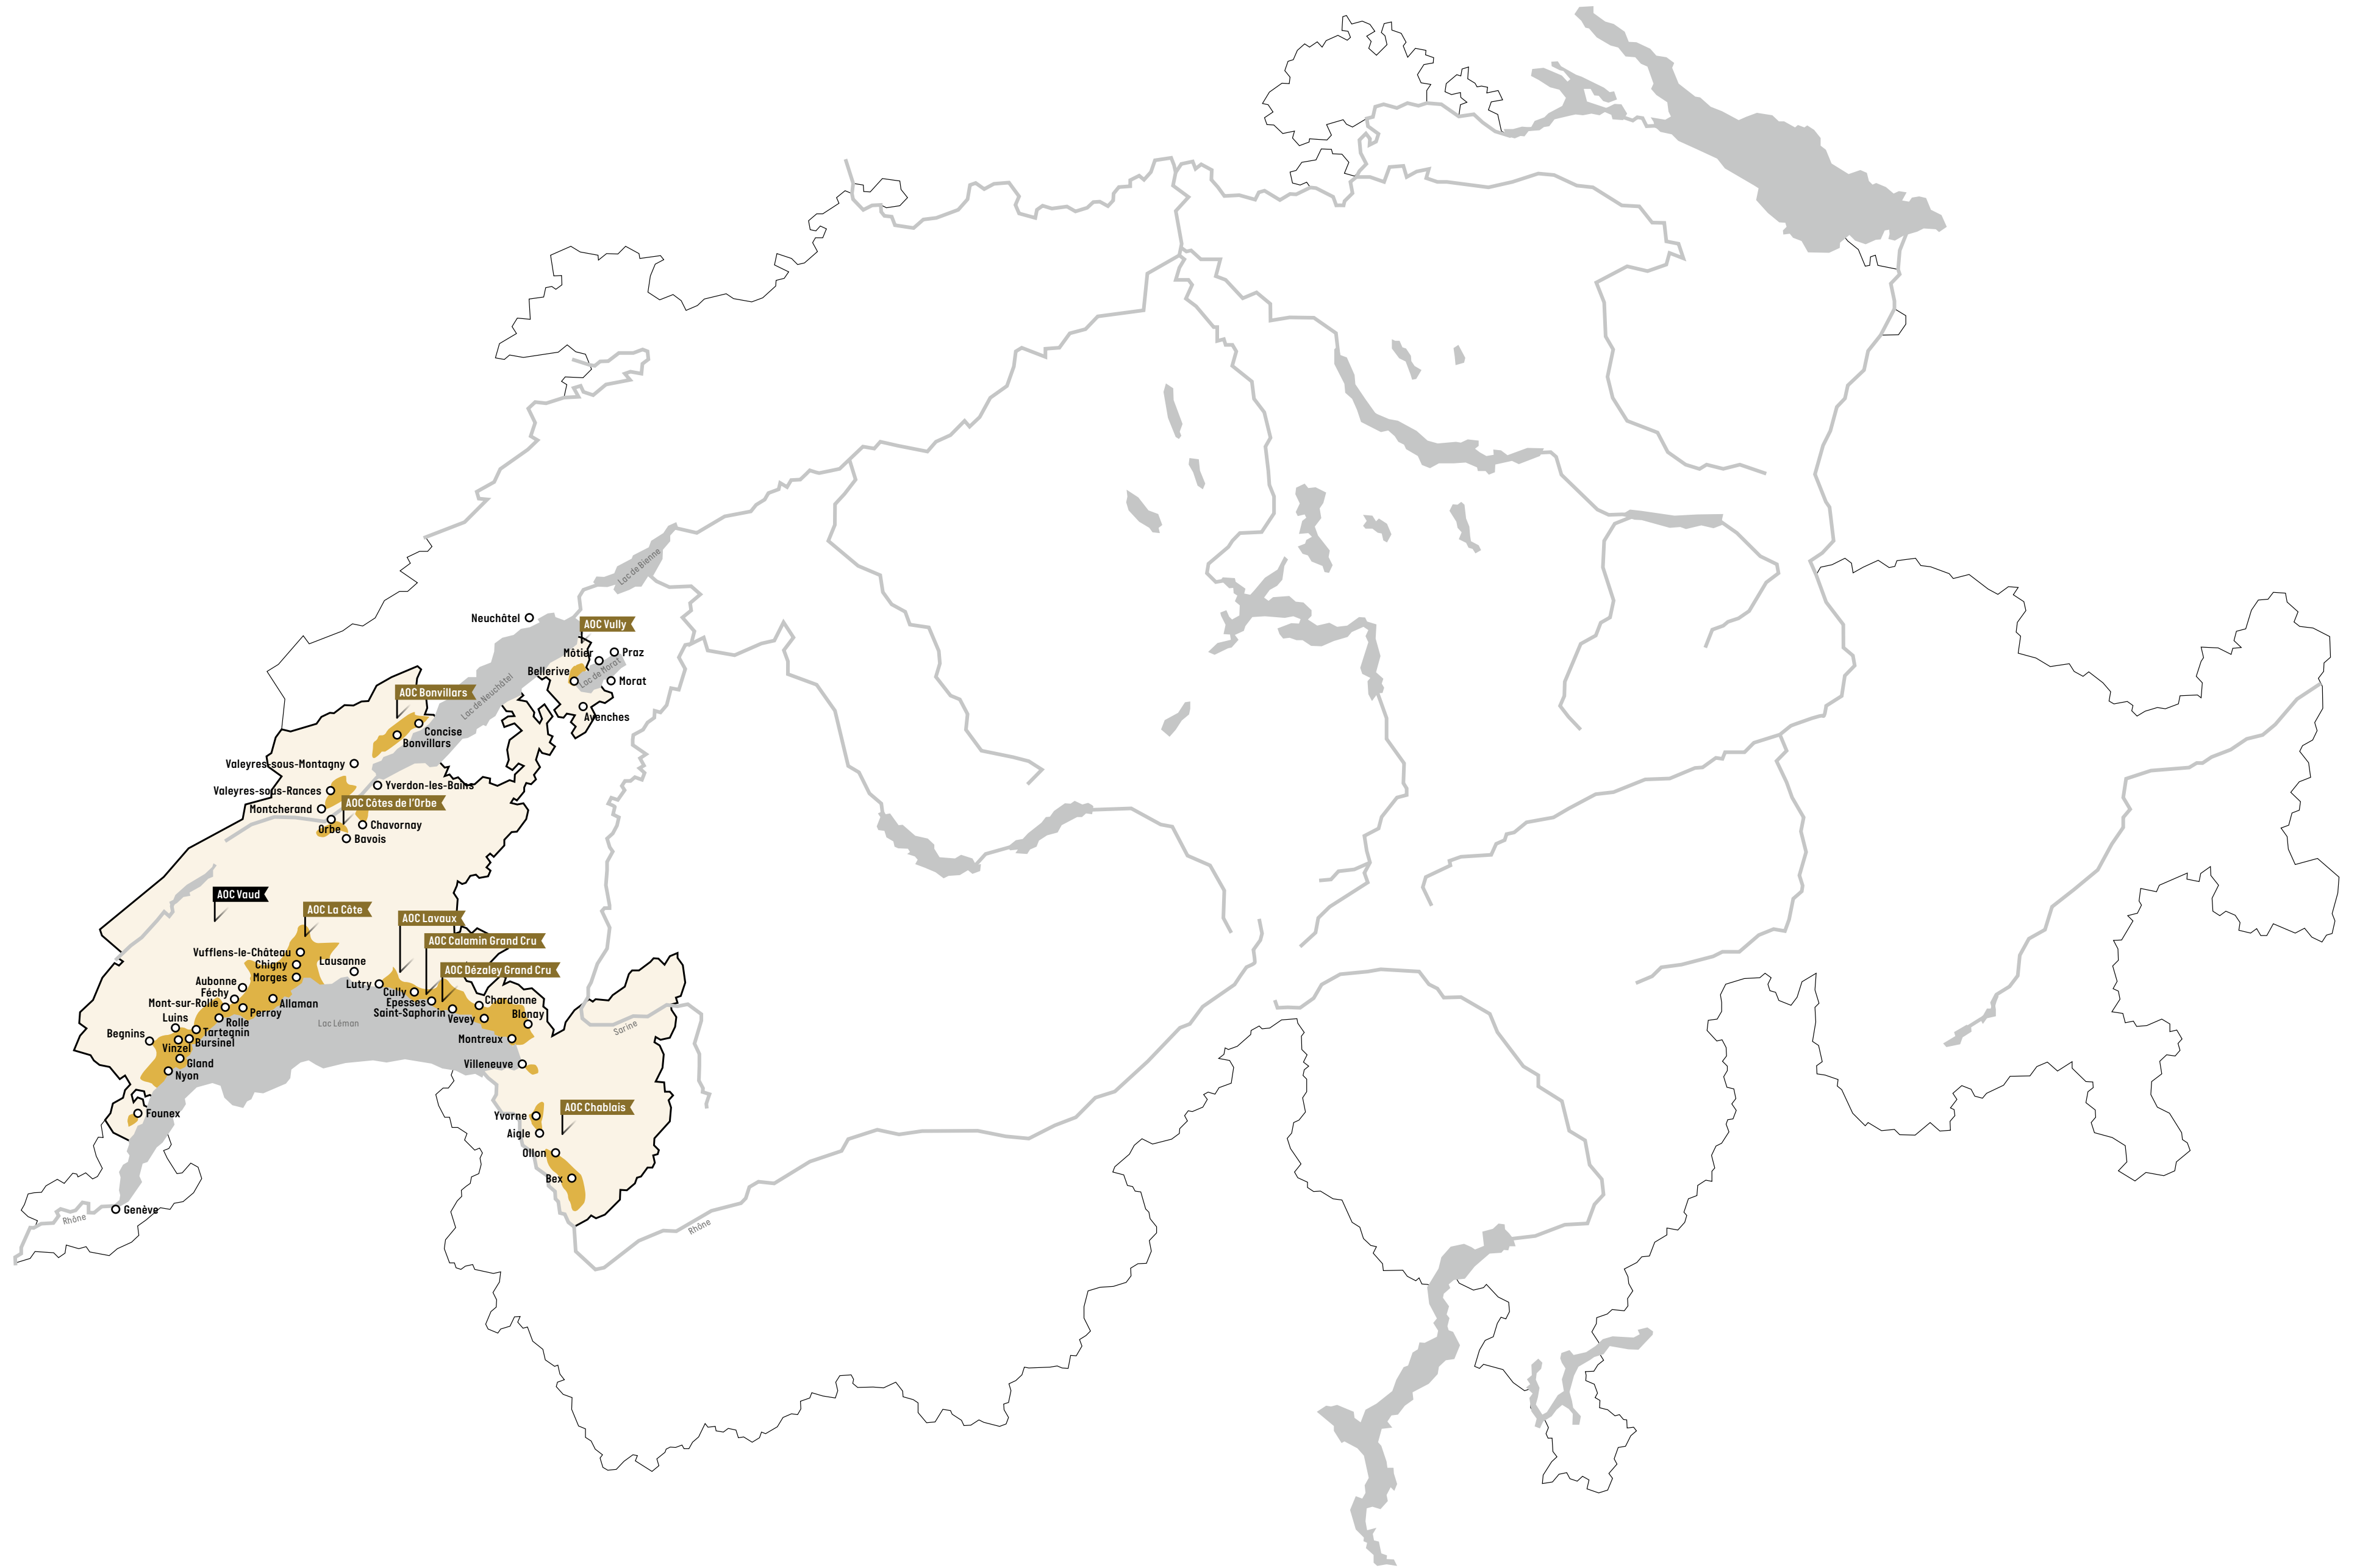 Lac de Bienne
Neuchâtel
AOC Vully
Môtier
Praz
Bellerive
Lac de Morat
Morat
AOC Bonvillars
Lac de Neuchâtel
Avenches
Concise
Bonvillars
Valeyres-sous-Montagny
Yverdon-les-Bains
Valeyres-sous-Rances
AOC Côtes de l'Orbe
Montcherand
Orbe
Chavornay
Bavois
AOC Vaud
AOC La Côte
AOC Lavaux
AOC Calamin Grand Cru
Vufflens-le-Château
Lausanne
Chigny
AOC Dézaley Grand Cru
Morges
Aubonne
Lutry
Féchy
Cully
Mont-sur-Rolle
Allaman
Epesses
Chardonne
Perroy
Saint-Saphorin
Blonay
Luins
Rolle
Lac Léman
Vevey
Sarine
Begnins
Tartegnin
Bursinel
Montreux
Vinzel
Gland
Villeneuve
Nyon
Founex
Yvorne
AOC Chablais
Aigle
Ollon
Bex
Genève
Rhône
Rhône